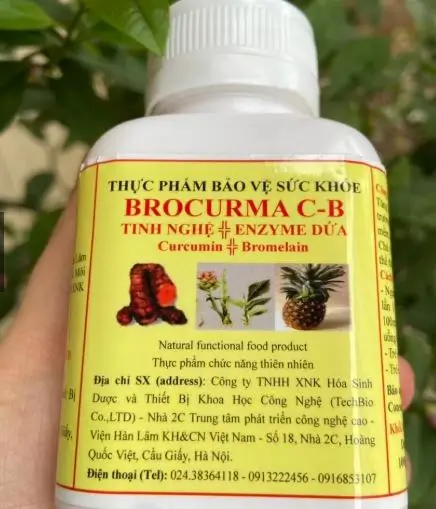 THỰC PHẨM BẢO VỆ SỨC KHỎE
BROCURMA C-B
TINH NGHỆ ╬ ENZYME DỨA
Curcumin ╬ Bromelain
Natural functional food product
Thực phẩm chức năng thiên nhiên
Địa chỉ SX (address): Công ty TNHH XNK Hóa Sinh
Dược và Thiết Bị Khoa Học Công Nghệ (TechBio
Co.,LTD) - Nhà 2C Trung tâm phát triển công nghệ cao -
Viện Hàn Lâm KH&CN Việt Nam - Số 18, Nhà 2C, Hoàng
Quốc Việt, Cầu Giấy, Hà Nội.
Điện thoại (Tel): 024.38364118 - 0913222456 - 0916853107